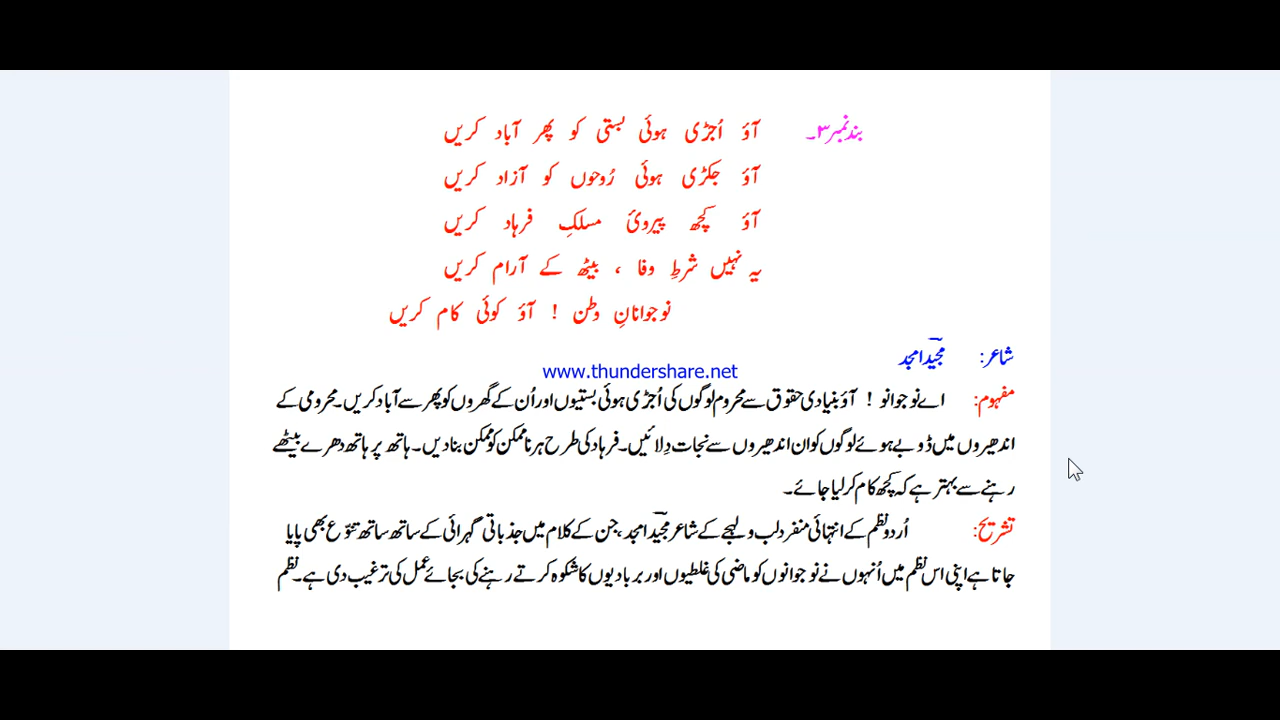 بند نمبر ۳۔ آؤ اُجڑی ہوئی بستی کو پھر آباد کریں
آؤ جکڑی ہوئی رُوحوں کو آزاد کریں
آؤ کچھ پیرویٔ مسلکِ فرہاد کریں
یہ نہیں شرطِ وفا ، بیٹھ کے آرام کریں
نوجوانانِ وطن ! آؤ کوئی کام کریں
شاعر: مجیدؔ امجد
www.thundershare.net
مفہوم: اے نوجوانو ! آؤ بنیادی حقوق سے محروم لوگوں کی اُجڑی ہوئی بستیوں اور اُن کے گھروں کو پھر سے آباد کریں۔ محرومی کے
اندھیروں میں ڈوبے ہوئے لوگوں کو ان اندھیروں سے نجات دِلائیں۔ فرہاد کی طرح ہر ناممکن کو ممکن بنا دیں۔ ہاتھ پر ہاتھ دھرے بیٹھے
رہنے سے بہتر ہے کہ کچھ کام کر لیا جائے۔
تشریح: اُردو نظم کے انتہائی منفرد لب و لہجے کے شاعر مجیدؔ امجد، جن کے کلام میں جذباتی گہرائی کے ساتھ ساتھ تنوّع بھی پایا
جاتا ہے اپنی اس نظم میں اُنہوں نے نوجوانوں کو ماضی کی غلطیوں اور بربادیوں کا شکوہ کرتے رہنے کی بجائے عمل کی ترغیب دی ہے۔ نظم